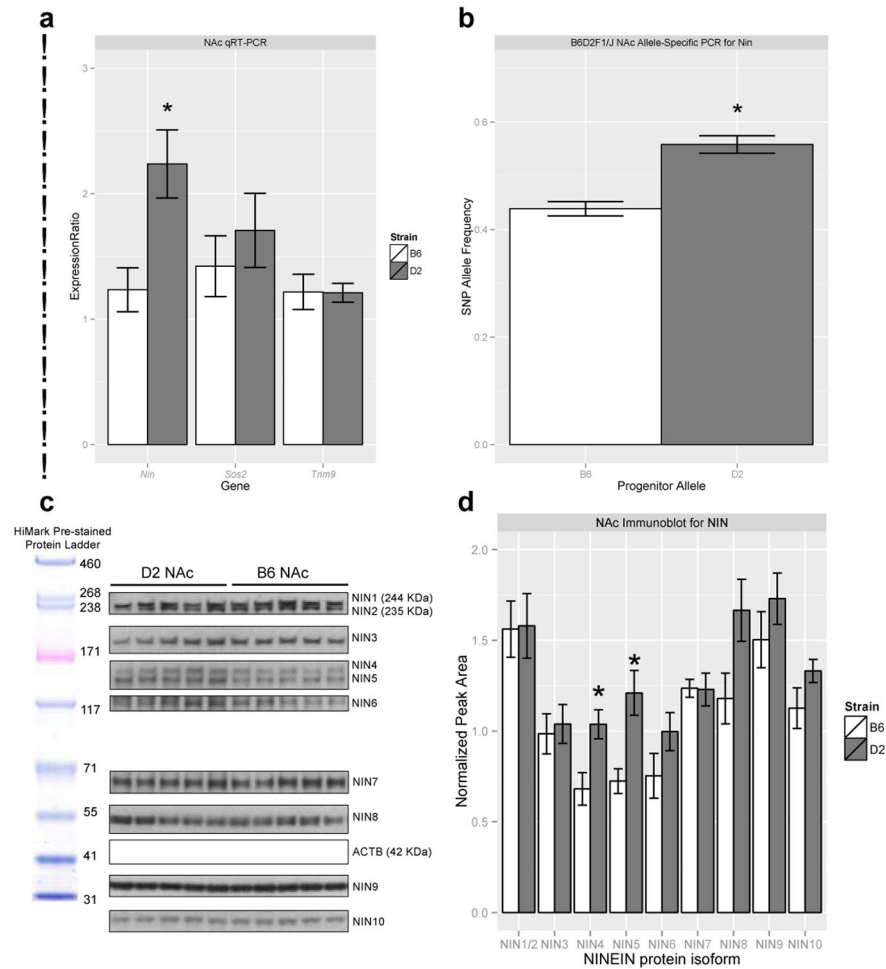 a
NAc qRT-PCR
3
2
1
0
ExpressionRatio
*
Nin
Sos2
Trim9
Gene
Strain
B6
D2
b
B6D2F1/J NAc Allele-Specific PCR for Nin
0.6
0.4
0.2
0.0
SNP Allele Frequency
*
B6
D2
Progenitor Allele
c
HiMark Pre-stained
Protein Ladder
460
268
238
171
117
71
55
41
31
D2 NAc
B6 NAc
NIN1 (244 KDa)
NIN2 (235 KDa)
NIN3
NIN4
NIN5
NIN6
NIN7
NIN8
ACTB (42 KDa)
NIN9
NIN10
d
NAc Immunoblot for NIN
2.0
1.5
1.0
0.5
0.0
Normalized Peak Area
*
*
NIN1/2
NIN3
NIN4
NIN5
NIN6
NIN7
NIN8
NIN9
NIN10
NINEIN protein isoform
Strain
B6
D2